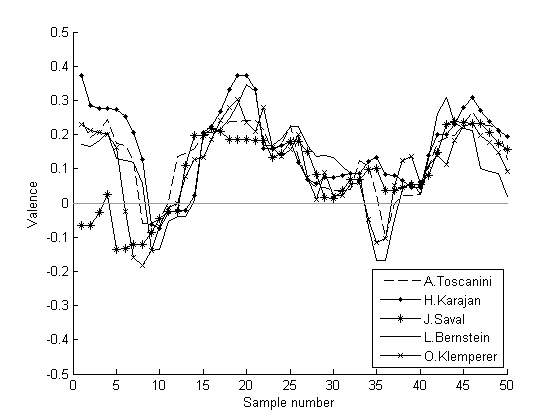 0.5
0.4
0.3
0.2
0.1
0
-0.1
-0.2
-0.3
-0.4
-0.5
Valence
0 5 10 15 20 25 30 35 40 45 50
Sample number
A.Toscanini
H.Karajan
J.Saval
L.Bernstein
O.Klemperer